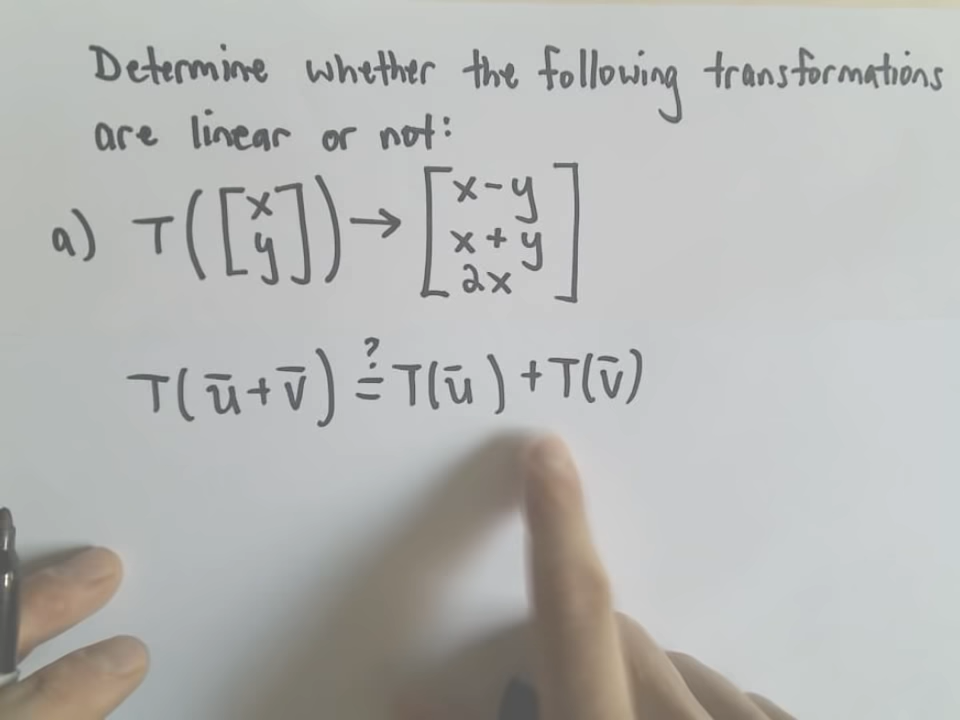 Determine whether the following transformations
are linear or not:
a) T([x y]) → [x-y x+y 2x]
T(ū+v̄) ≟ T(ū) + T(v̄)